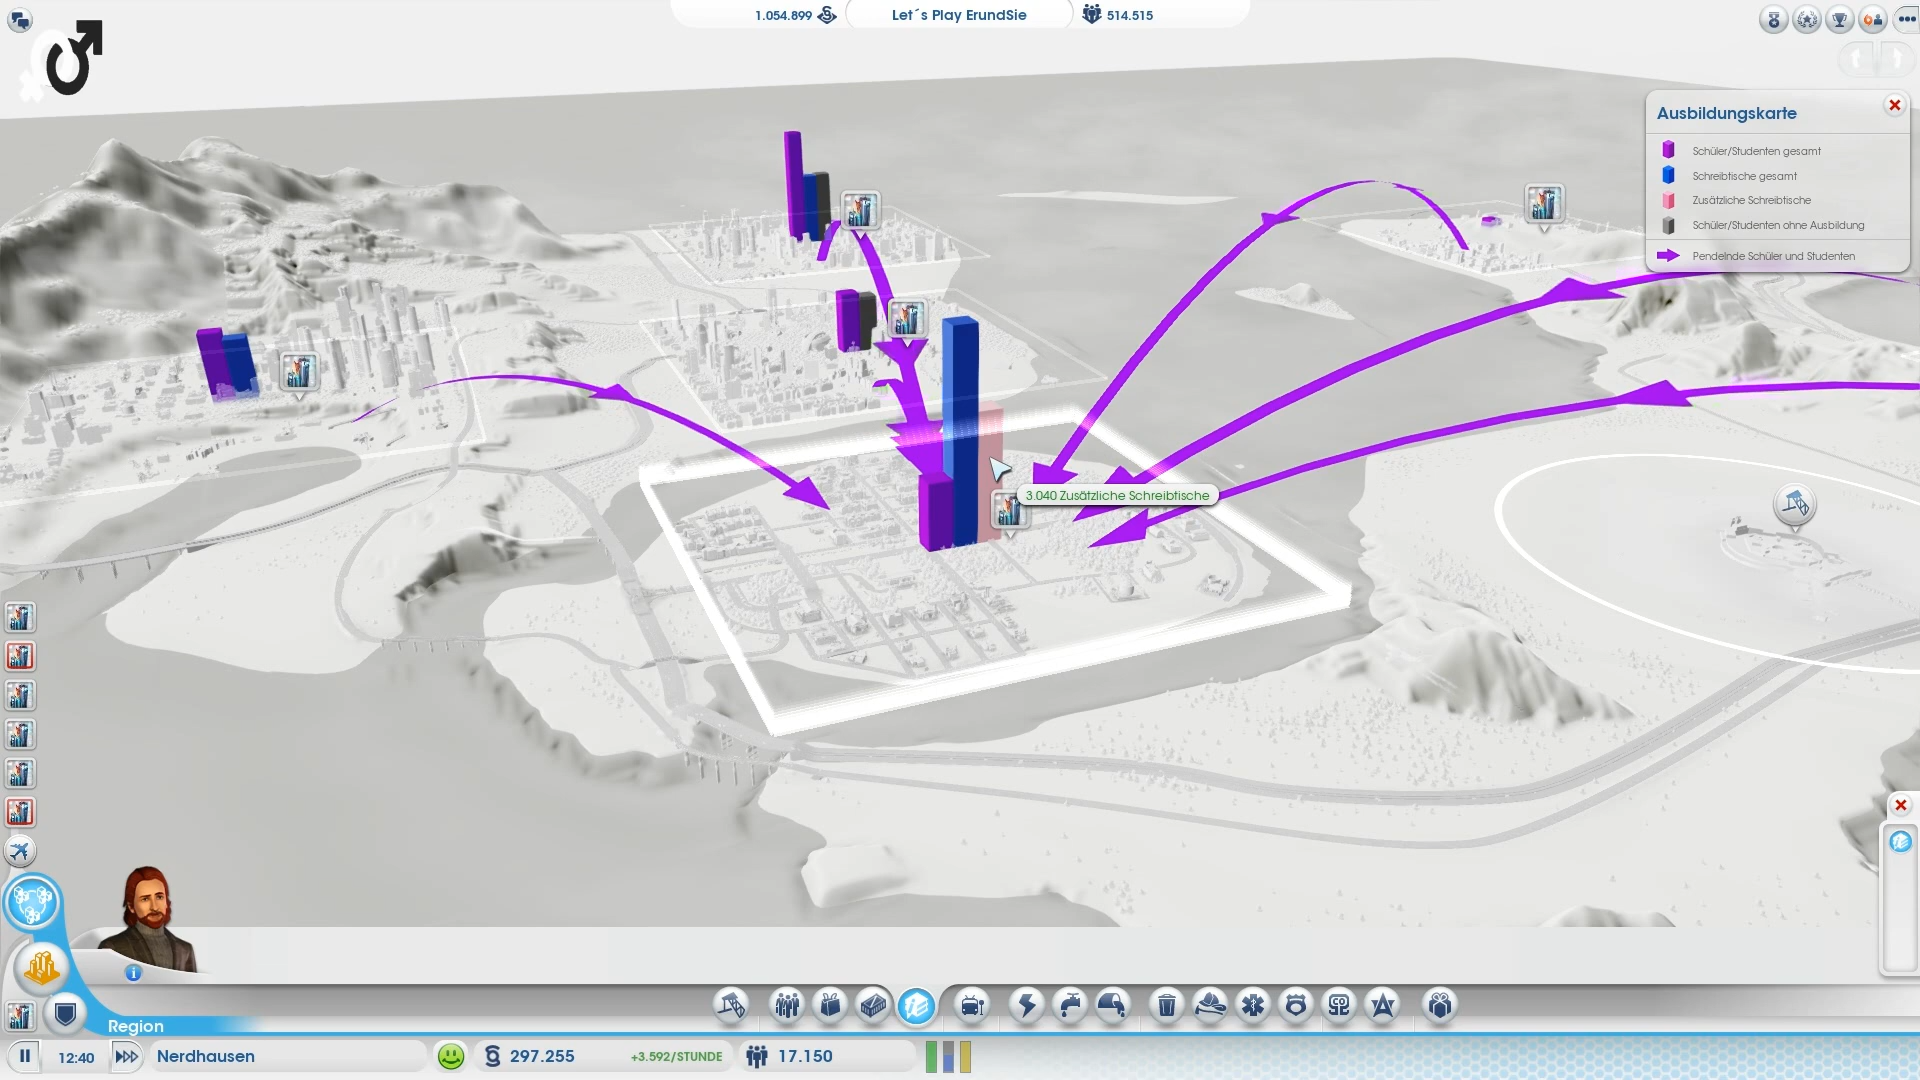 1.054.899
Let´s Play ErundSie
514.515
Ausbildungskarte
Schüler/Studenten gesamt
Schreibtische gesamt
Zusätzliche Schreibtische
Schüler/Studenten ohne Ausbildung
Pendelnde Schüler und Studenten
3.040 Zusätzliche Schreibtische
Region
12:40
Nerdhausen
297.255
+3.592/STUNDE
17.150